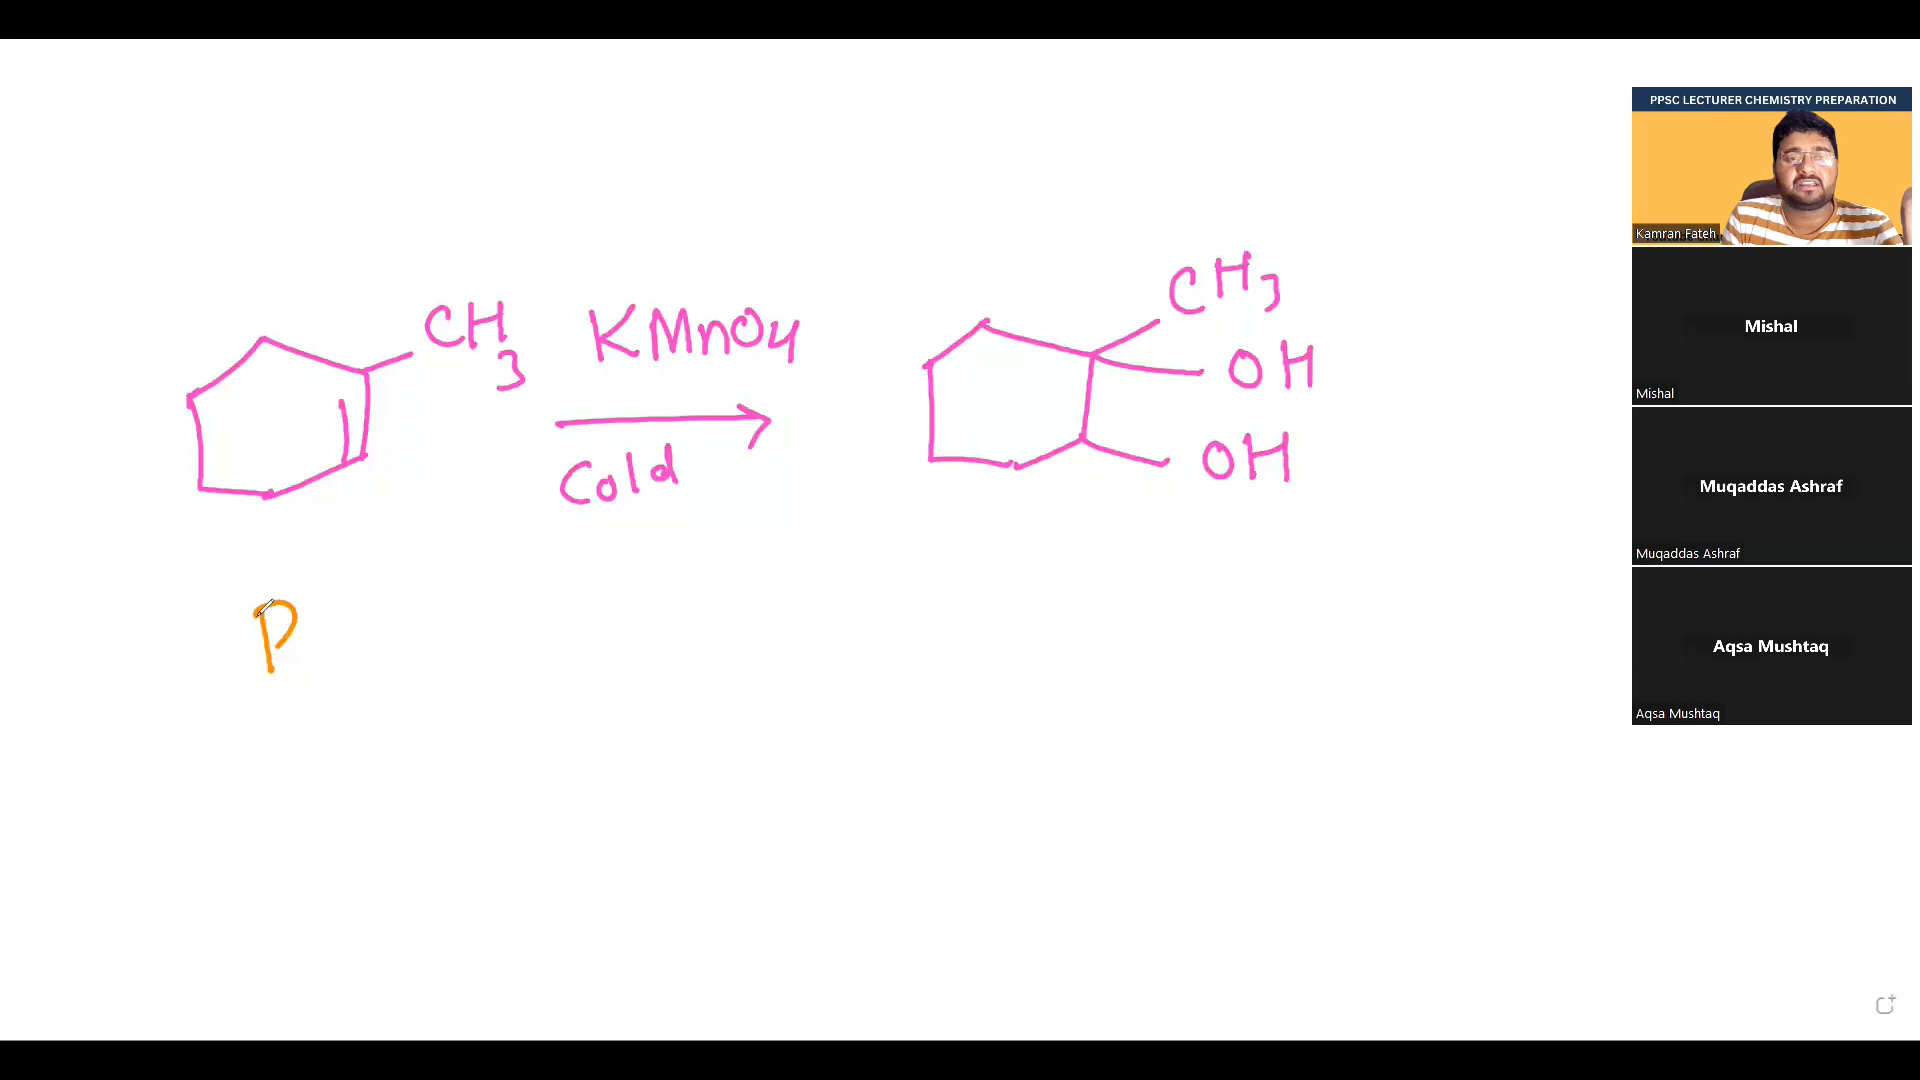 PPSC LECTURER CHEMISTRY PREPARATION
Kamran Fateh
CH3
KMnO4
Cold
CH3
OH
OH
P
Mishal
Mishal
Muqaddas Ashraf
Muqaddas Ashraf
Aqsa Mushtaq
Aqsa Mushtaq